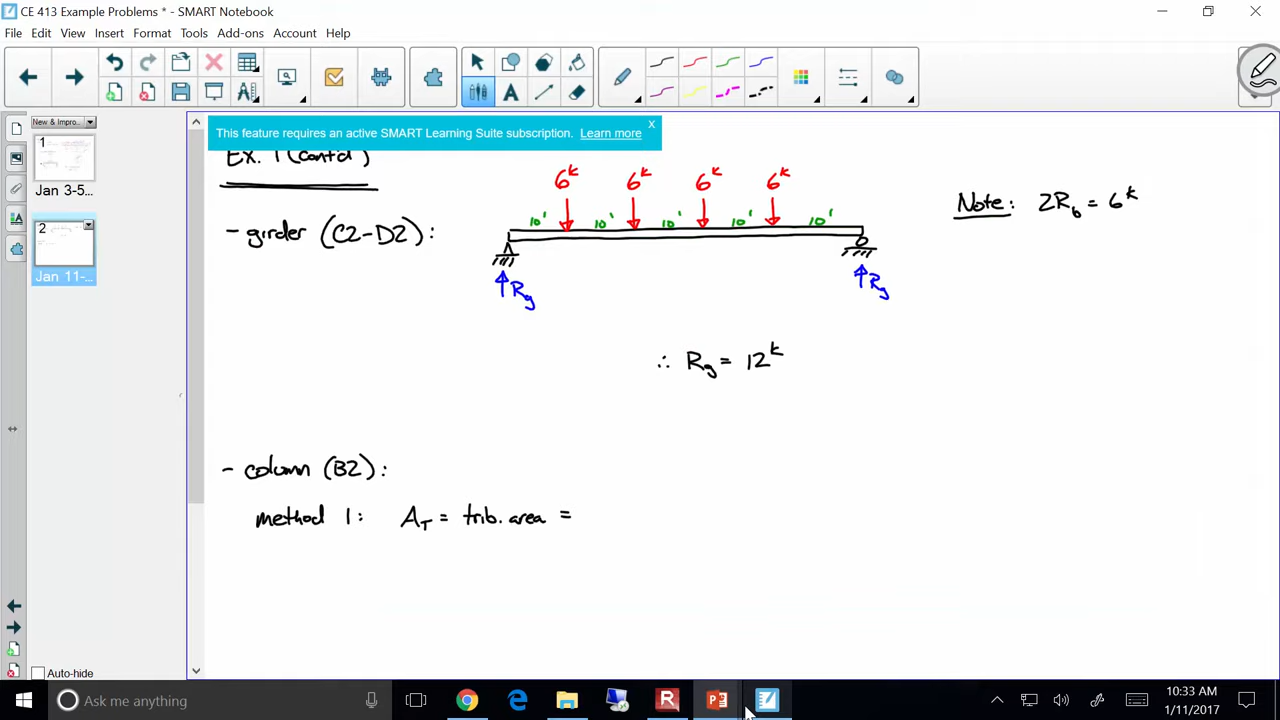 CE 413 Example Problems * - SMART Notebook
File Edit View Insert Format Tools Add-ons Account Help
New & Impro...
This feature requires an active SMART Learning Suite subscription. Learn more X
1
Jan 3-5...
2
Jan 11-...
Ex. 1 (cont'd)
6k 6k 6k 6k
Note: 2Rb = 6k
10' 10' 10' 10' 10'
- girder (C2-D2):
Rg Rg
∴ Rg = 12k
- column (B2):
method 1: AT = trib. area =
Auto-hide
Ask me anything
10:33 AM
1/11/2017